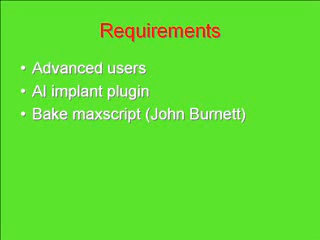 Requirements
• Advanced users
• AI implant plugin
• Bake maxscript (John Burnett)